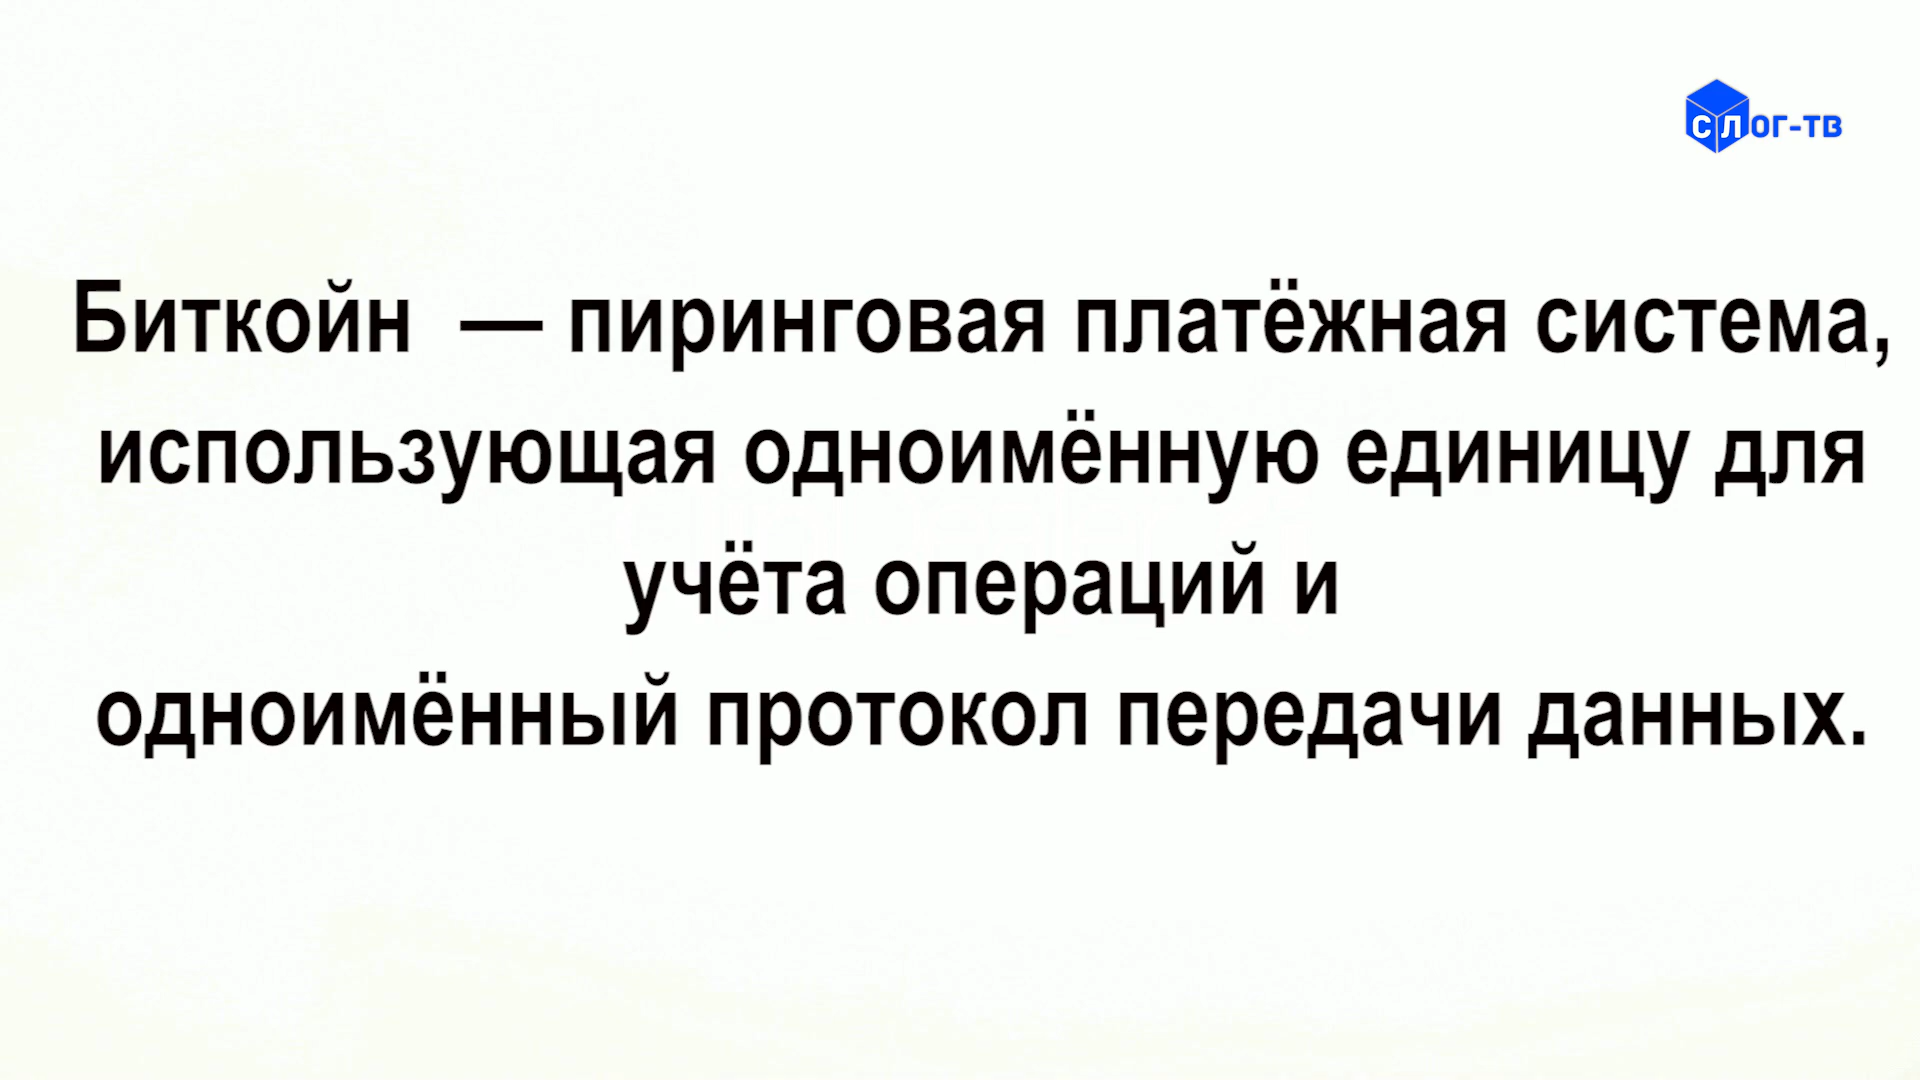 слог-тв
Биткойн — пиринговая платёжная система,
использующая одноимённую единицу для
учёта операций и
одноимённый протокол передачи данных.